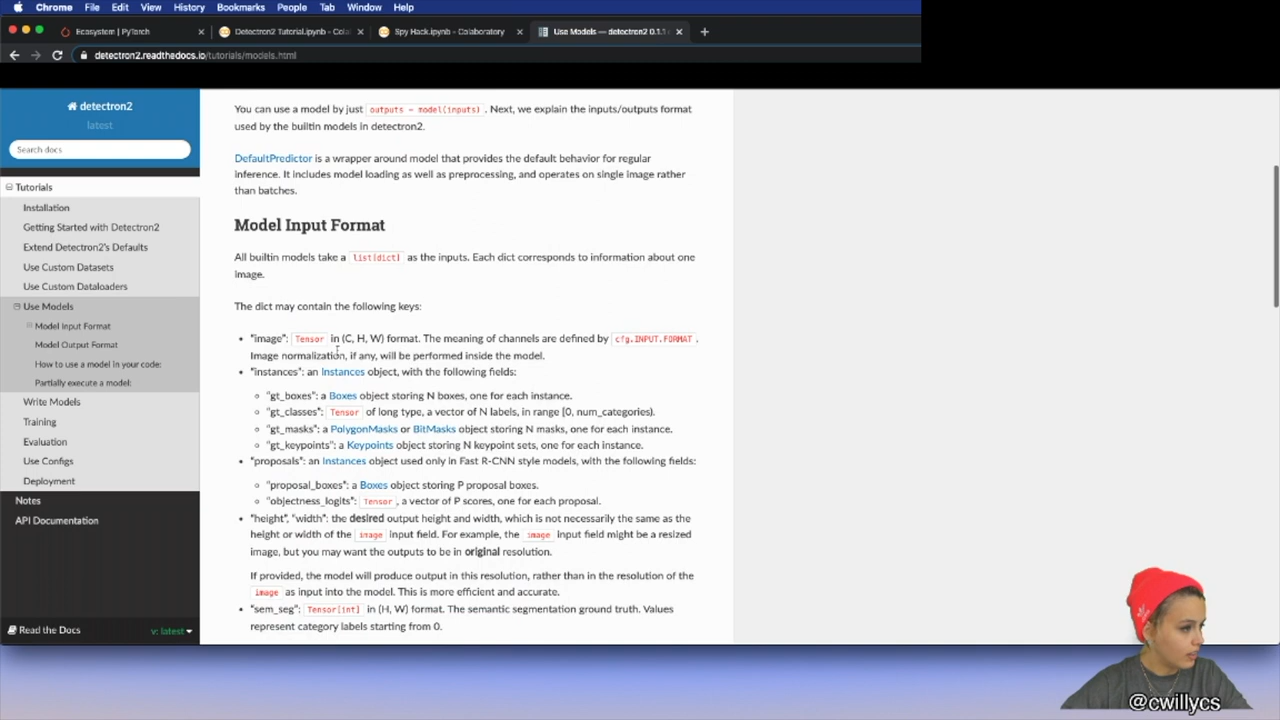 Chrome File Edit View History Bookmarks People Tab Window Help
Ecosystem | PyTorch × Detectron2 Tutorial.ipynb - Cola × Spy Hack.ipynb - Colaboratory × Use Models — detectron2 0.1.1 × +
detectron2.readthedocs.io/tutorials/models.html
detectron2
latest
Search docs
Tutorials
Installation
Getting Started with Detectron2
Extend Detectron2's Defaults
Use Custom Datasets
Use Custom Dataloaders
Use Models
Model Input Format
Model Output Format
How to use a model in your code:
Partially execute a model:
Write Models
Training
Evaluation
Use Configs
Deployment
Notes
API Documentation
Read the Docs v: latest
You can use a model by just outputs = model(inputs) . Next, we explain the inputs/outputs format
used by the builtin models in detectron2.
DefaultPredictor is a wrapper around model that provides the default behavior for regular
inference. It includes model loading as well as preprocessing, and operates on single image rather
than batches.
Model Input Format
All builtin models take a list[dict] as the inputs. Each dict corresponds to information about one
image.
The dict may contain the following keys:
• “image”: Tensor in (C, H, W) format. The meaning of channels are defined by cfg.INPUT.FORMAT .
Image normalization, if any, will be performed inside the model.
• “instances”: an Instances object, with the following fields:
“gt_boxes”: a Boxes object storing N boxes, one for each instance.
“gt_classes”: Tensor of long type, a vector of N labels, in range [0, num_categories).
“gt_masks”: a PolygonMasks or BitMasks object storing N masks, one for each instance.
“gt_keypoints”: a Keypoints object storing N keypoint sets, one for each instance.
• “proposals”: an Instances object used only in Fast R-CNN style models, with the following fields:
“proposal_boxes”: a Boxes object storing P proposal boxes.
“objectness_logits”: Tensor , a vector of P scores, one for each proposal.
• “height”, “width”: the desired output height and width, which is not necessarily the same as the
height or width of the image input field. For example, the image input field might be a resized
image, but you may want the outputs to be in original resolution.
If provided, the model will produce output in this resolution, rather than in the resolution of the
image as input into the model. This is more efficient and accurate.
• “sem_seg”: Tensor[int] in (H, W) format. The semantic segmentation ground truth. Values
represent category labels starting from 0.
@cwillycs